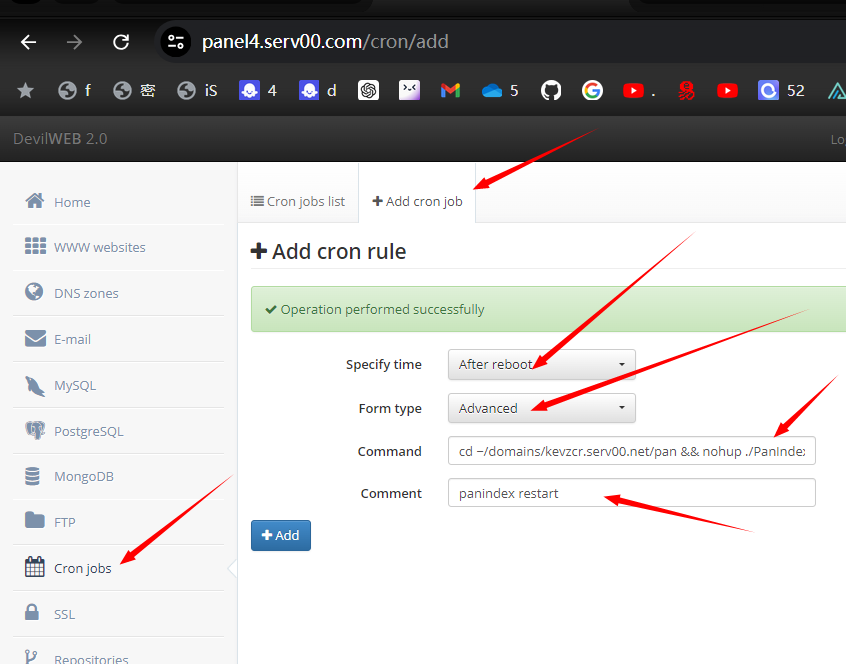 panel4.serv00.com/cron/add
f 密 iS 4 d 5 . 52
DevilWEB 2.0
Home
WWW websites
DNS zones
E-mail
MySQL
PostgreSQL
MongoDB
FTP
Cron jobs
SSL
Repositories
Cron jobs list
Add cron job
Add cron rule
Operation performed successfully
Specify time After reboot
Form type Advanced
Command cd ~/domains/kevzcr.serv00.net/pan && nohup ./PanIndex
Comment panindex restart
Add